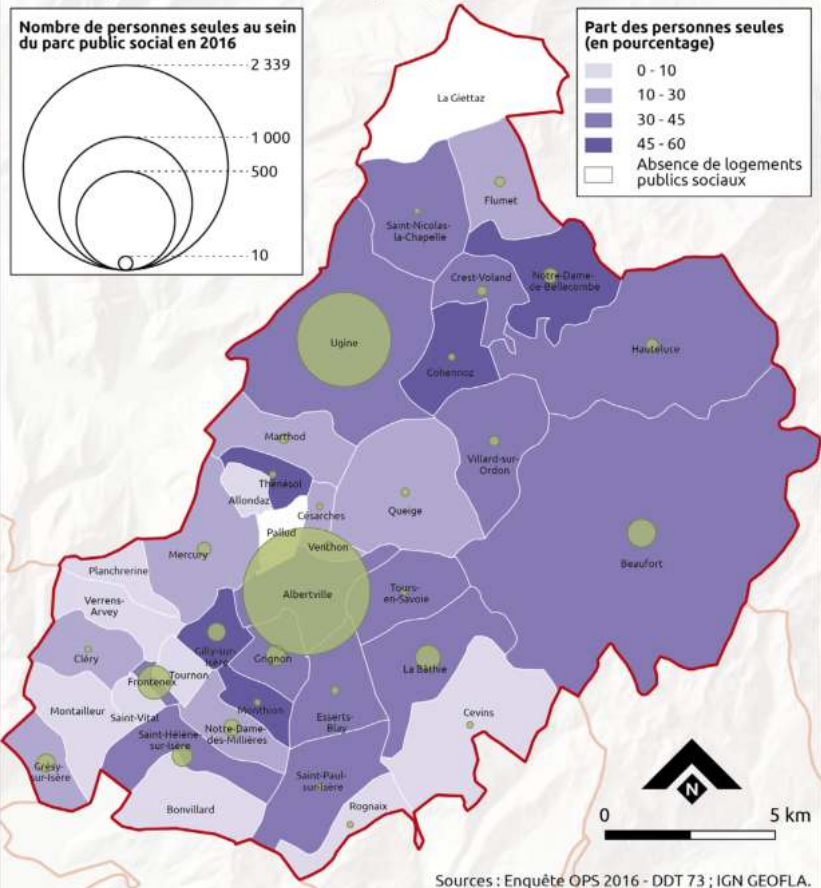 Nombre de personnes seules au sein
du parc public social en 2016
2 339
1 000
500
10
Part des personnes seules
(en pourcentage)
0 - 10
10 - 30
30 - 45
45 - 60
Absence de logements
publics sociaux
La Giettaz
Flumet
Saint-Nicolas-
la-Chapelle
Crest-Voland
Notre-Dame-
de-Bellecombe
Ugine
Hauteluce
Cohennoz
Marthod
Villard-sur-
Ordon
Thénésol
Allondaz
Césarches
Queige
Pallud
Venthon
Mercury
Beaufort
Planchrerine
Albertville
Tours-
en-Savoie
Verrens-
Arvey
Cléry
Gilly-sur-
Isère
Grignon
La Bâthie
Tournon
Frontenex
Montailleur
Saint-Vital
Monthion
Esserts-
Blay
Cevins
Notre-Dame-
des-Millières
Saint-Hélène-
sur-Isère
Grésy-
sur-Isère
Saint-Paul-
sur-Isère
Bonvillard
Rognaix
N
0
5 km
Sources : Enquête OPS 2016 - DDT 73 ; IGN GEOFLA.